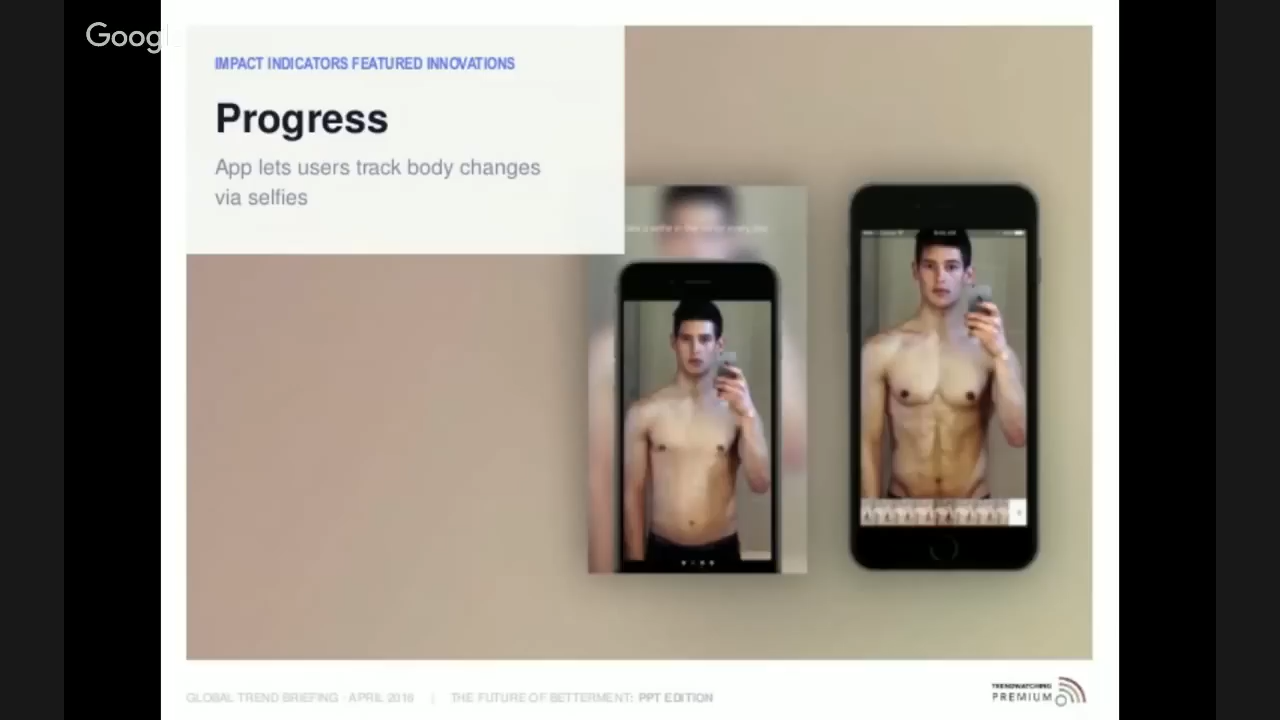 Google
IMPACT INDICATORS FEATURED INNOVATIONS
Progress
App lets users track body changes
via selfies
GLOBAL TREND BRIEFING · APRIL 2016 | THE FUTURE OF BETTERMENT: PPT EDITION
TRENDWATCHING
PREMIUM